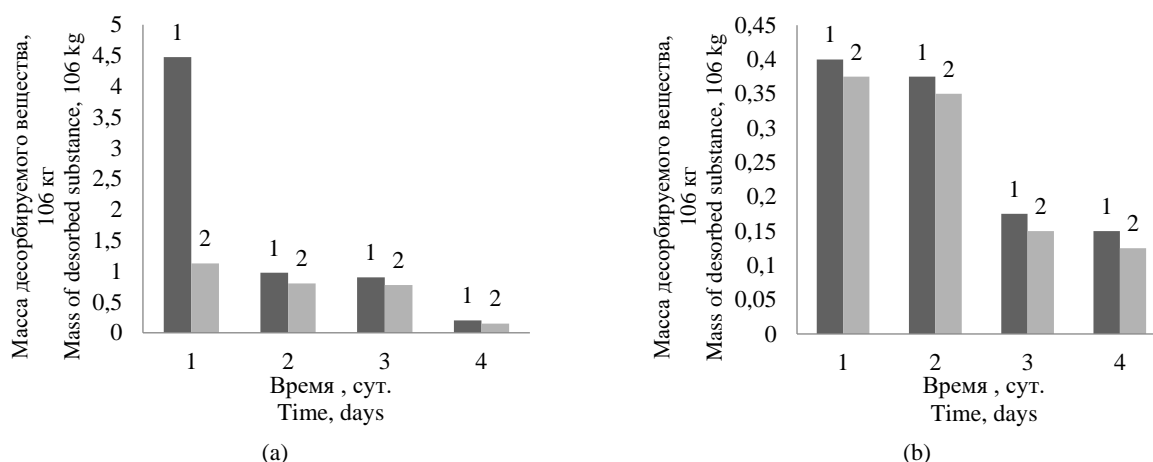 Масса десорбируемого вещества,
106 кг
Mass of desorbed substance, 106 kg
5
4,5
4
3,5
3
2,5
2
1,5
1
0,5
0
1
2
1
2
1
2
1
2
1 2 3 4
Время , сут.
Time, days
(a)
Масса десорбируемого вещества,
106 кг
Mass of desorbed substance, 106 kg
0,45
0,4
0,35
0,3
0,25
0,2
0,15
0,1
0,05
0
1
2
1
2
1
2
1
2
1 2 3 4
Время , сут.
Time, days
(b)